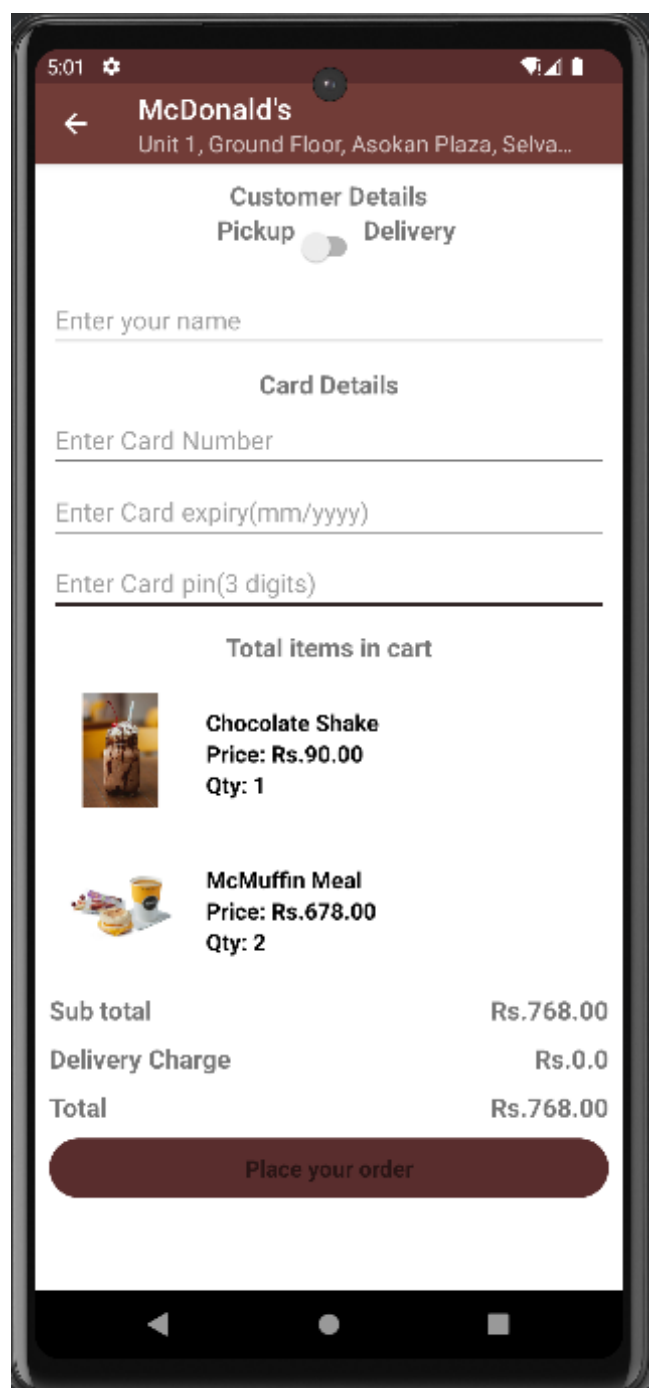 5:01
McDonald's
Unit 1, Ground Floor, Asokan Plaza, Selva...
Customer Details
Pickup Delivery
Enter your name
Card Details
Enter Card Number
Enter Card expiry(mm/yyyy)
Enter Card pin(3 digits)
Total items in cart
Chocolate Shake
Price: Rs.90.00
Qty: 1
McMuffin Meal
Price: Rs.678.00
Qty: 2
Sub total Rs.768.00
Delivery Charge Rs.0.0
Total Rs.768.00
Place your order